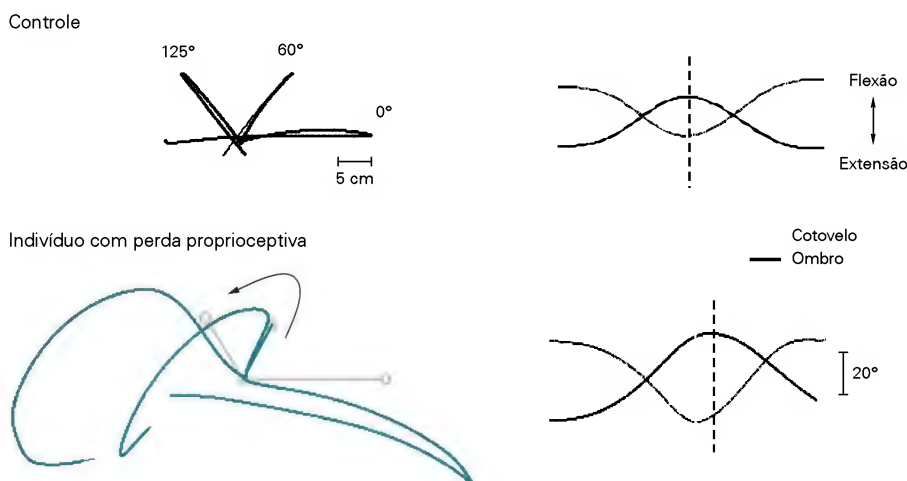 Controle
125°
60°
0°
5 cm
Flexão
Extensão
Indivíduo com perda proprioceptiva
Cotovelo
Ombro
20°